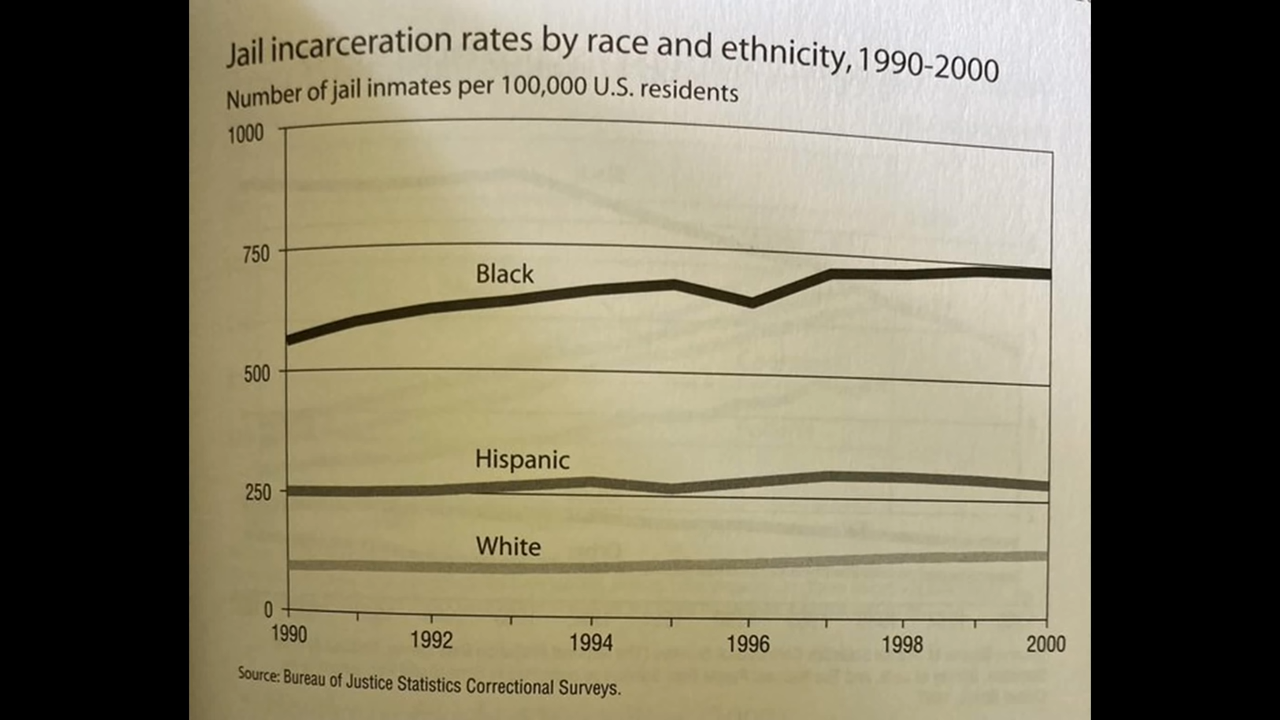 Jail incarceration rates by race and ethnicity, 1990-2000
Number of jail inmates per 100,000 U.S. residents
1000
750
Black
500
Hispanic
250
White
0
1990 1992 1994 1996 1998 2000
Source: Bureau of Justice Statistics Correctional Surveys.